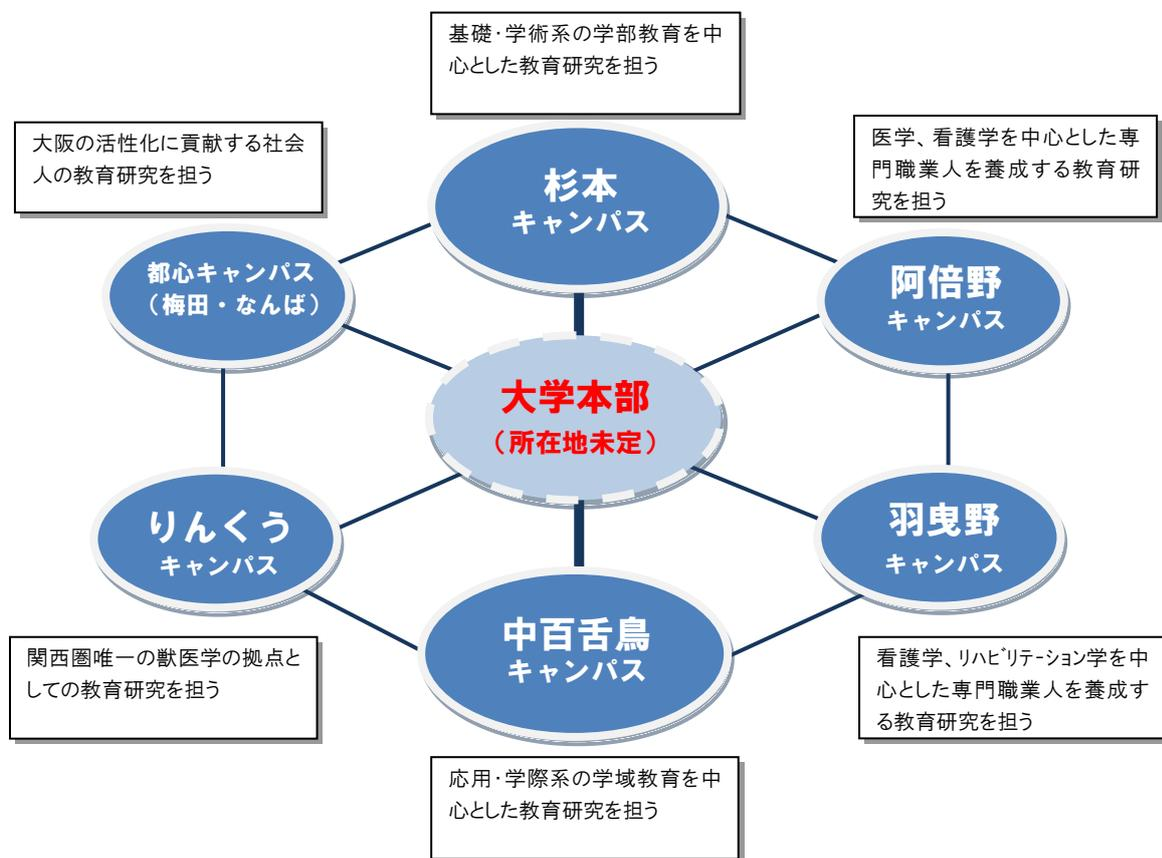 基礎・学術系の学部教育を中
心とした教育研究を担う
大阪の活性化に貢献する社会
人の教育研究を担う
医学、看護学を中心とした専
門職業人を養成する教育研
究を担う
杉本
キャンパス
都心キャンパス
（梅田・なんば）
阿倍野
キャンパス
大学本部
（所在地未定）
りんくう
キャンパス
羽曳野
キャンパス
中百舌鳥
キャンパス
関西圏唯一の獣医学の拠点と
しての教育研究を担う
看護学、ﾘﾊﾋﾞﾘﾃｰｼｮﾝ学を中
心とした専門職業人を養成す
る教育研究を担う
応用・学際系の学域教育を中
心とした教育研究を担う